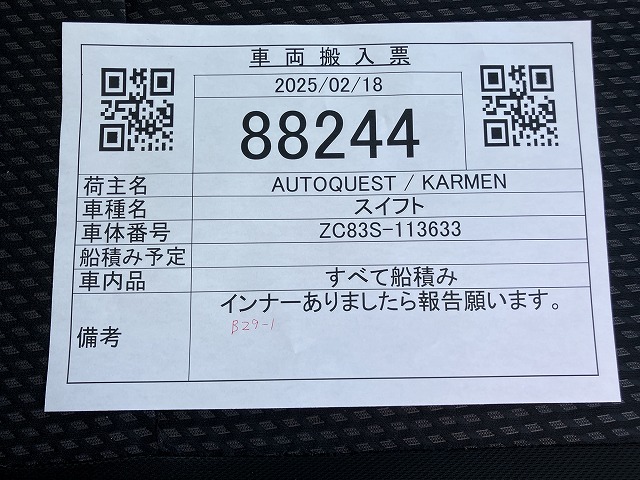 車両搬入票
2025/02/18
88244
荷主名 AUTOQUEST / KARMEN
車種名 スイフト
車体番号 ZC83S-113633
船積み予定
車内品 すべて船積み
備考 インナーありましたら報告願います。
B29-1